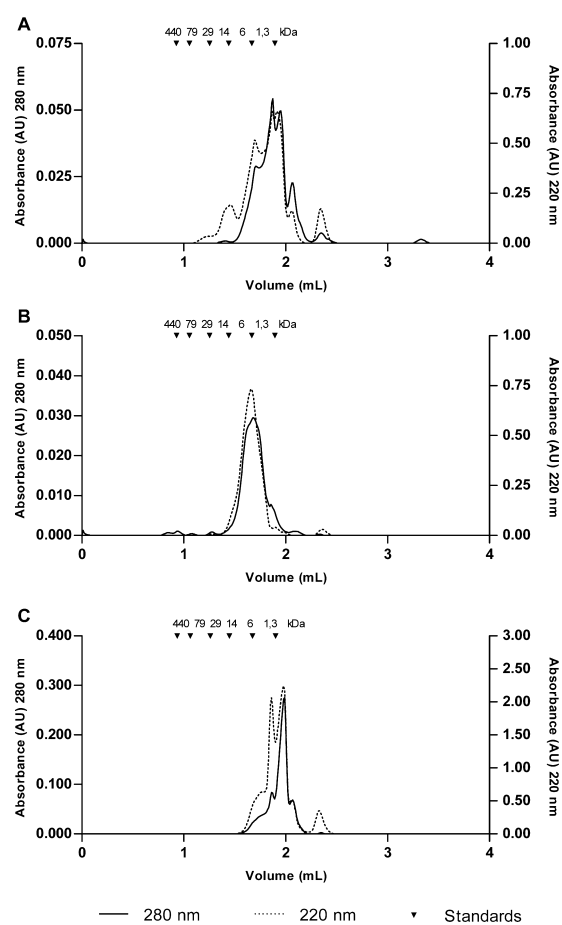 A
440 79 29 14 6 1,3 kDa
0.075
0.050
0.025
0.000
Absorbance (AU) 280 nm
1.00
0.75
0.50
0.25
0.00
Absorbance (AU) 220 nm
0 1 2 3 4
Volume (mL)
B
440 79 29 14 6 1,3 kDa
0.050
0.040
0.030
0.020
0.010
0.000
Absorbance (AU) 280 nm
1.00
0.75
0.50
0.25
0.00
Absorbance (AU) 220 nm
0 1 2 3 4
Volume (mL)
C
440 79 29 14 6 1,3 kDa
0.400
0.300
0.200
0.100
0.000
Absorbance (AU) 280 nm
3.00
2.50
2.00
1.50
1.00
0.50
0.00
Absorbance (AU) 220 nm
0 1 2 3 4
Volume (mL)
280 nm 220 nm Standards